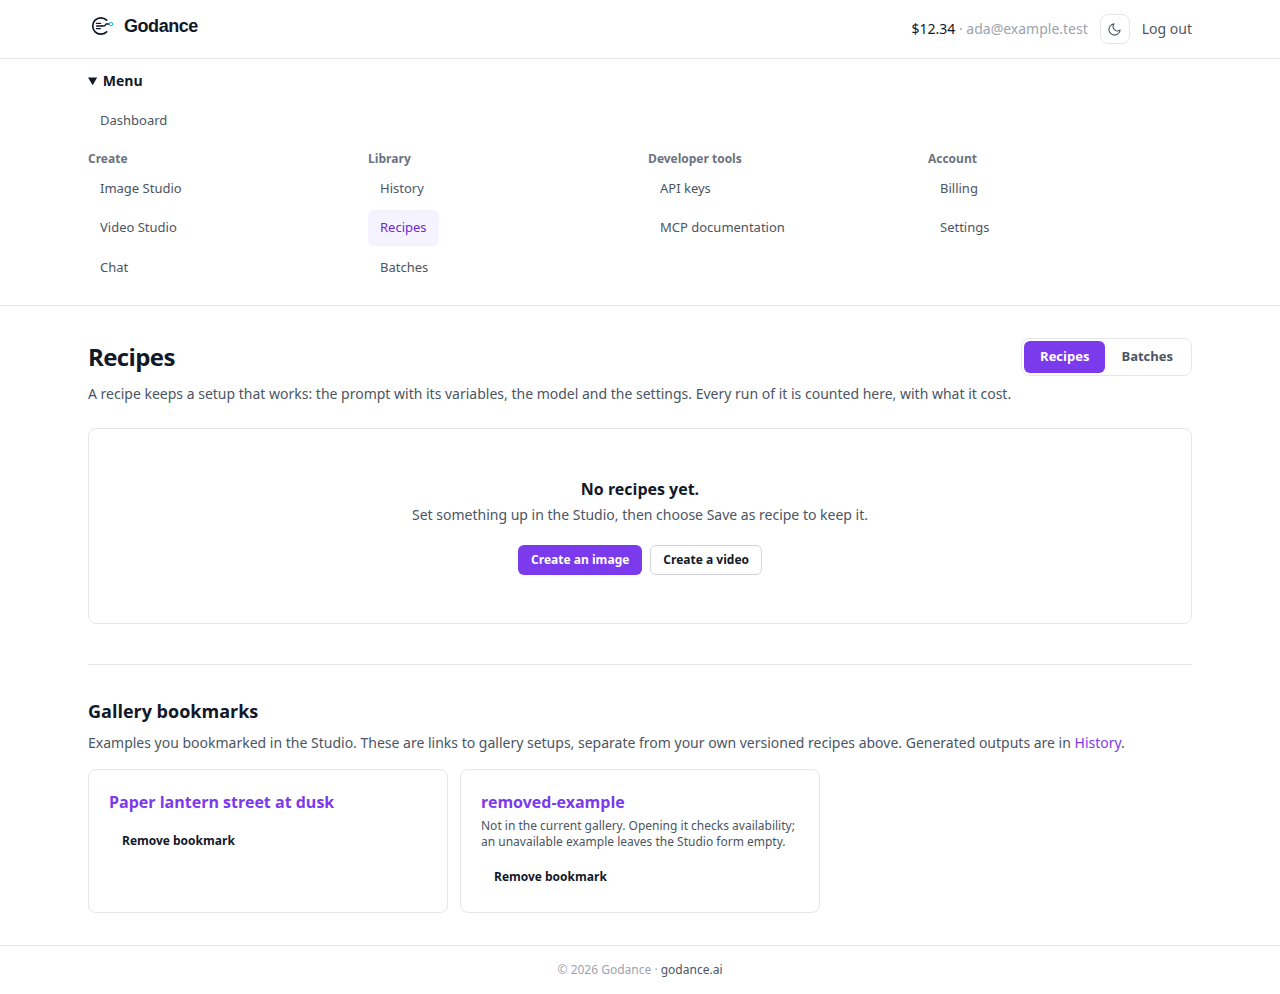 Godance
$12.34 · ada@example.test
Log out
Menu
Dashboard
Create
Image Studio
Video Studio
Chat
Library
History
Recipes
Batches
Developer tools
API keys
MCP documentation
Account
Billing
Settings
Recipes
Recipes
Batches
A recipe keeps a setup that works: the prompt with its variables, the model and the settings. Every run of it is counted here, with what it cost.
No recipes yet.
Set something up in the Studio, then choose Save as recipe to keep it.
Create an image
Create a video
Gallery bookmarks
Examples you bookmarked in the Studio. These are links to gallery setups, separate from your own versioned recipes above. Generated outputs are in History.
Paper lantern street at dusk
Remove bookmark
removed-example
Not in the current gallery. Opening it checks availability;
an unavailable example leaves the Studio form empty.
Remove bookmark
© 2026 Godance · godance.ai